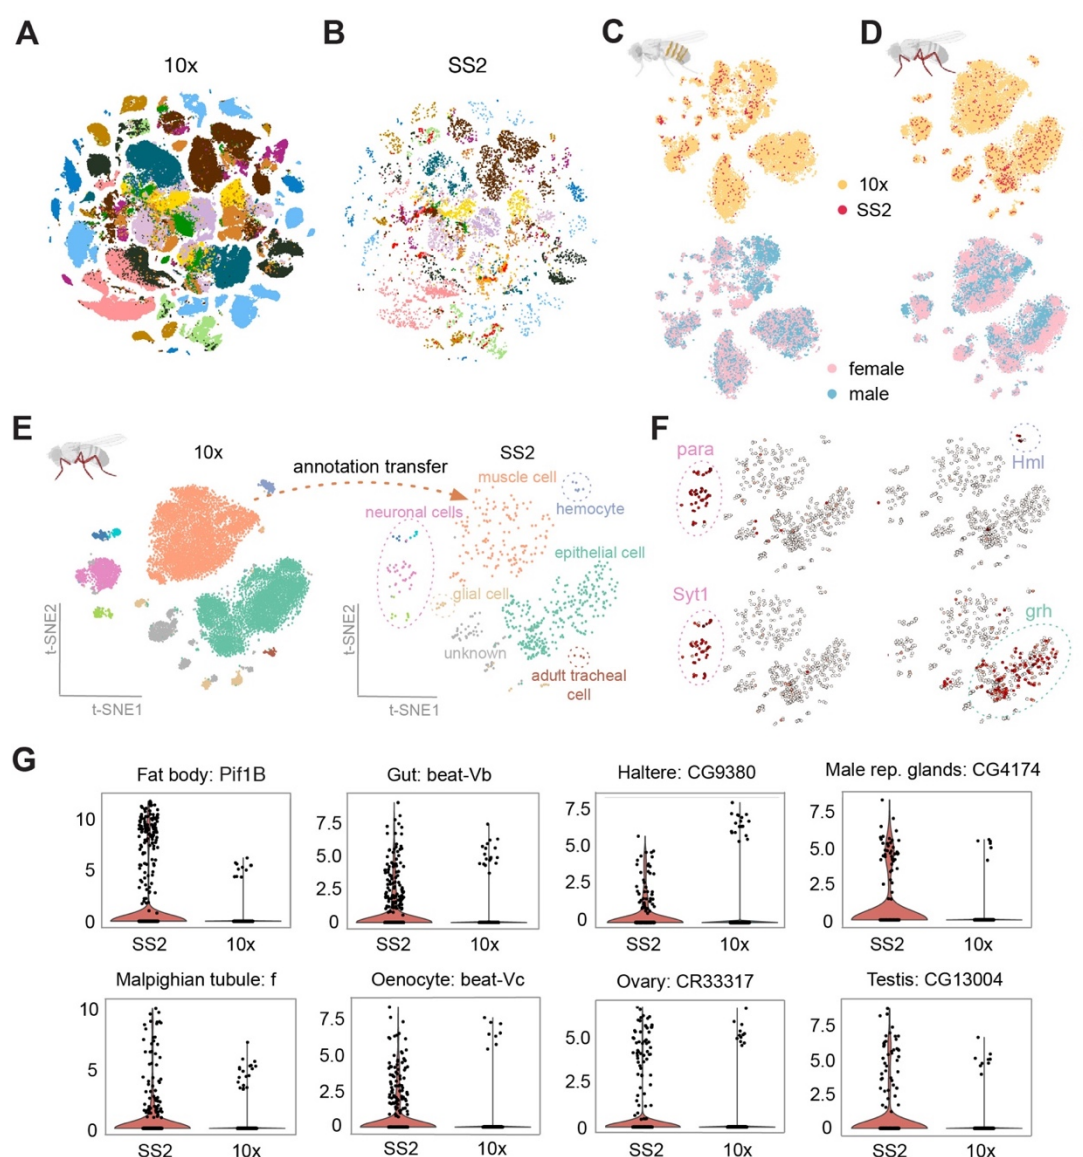 A
B
C
D
10x
SS2
10x
SS2
female
male
E
F
10x
annotation transfer
SS2
muscle cell
neuronal cells
hemocyte
epithelial cell
glial cell
unknown
adult tracheal
cell
t-SNE2
t-SNE1
t-SNE2
t-SNE1
para
Hml
Syt1
grh
G
Fat body: Pif1B
10
5
0
SS2
10x
Gut: beat-Vb
7.5
5.0
2.5
0
SS2
10x
Haltere: CG9380
7.5
5.0
2.5
0
SS2
10x
Male rep. glands: CG4174
7.5
5.0
2.5
0
SS2
10x
Malpighian tubule: f
10
5
0
SS2
10x
Oenocyte: beat-Vc
7.5
5.0
2.5
0
SS2
10x
Ovary: CR33317
5.0
2.5
0
SS2
10x
Testis: CG13004
7.5
5.0
2.5
0
SS2
10x